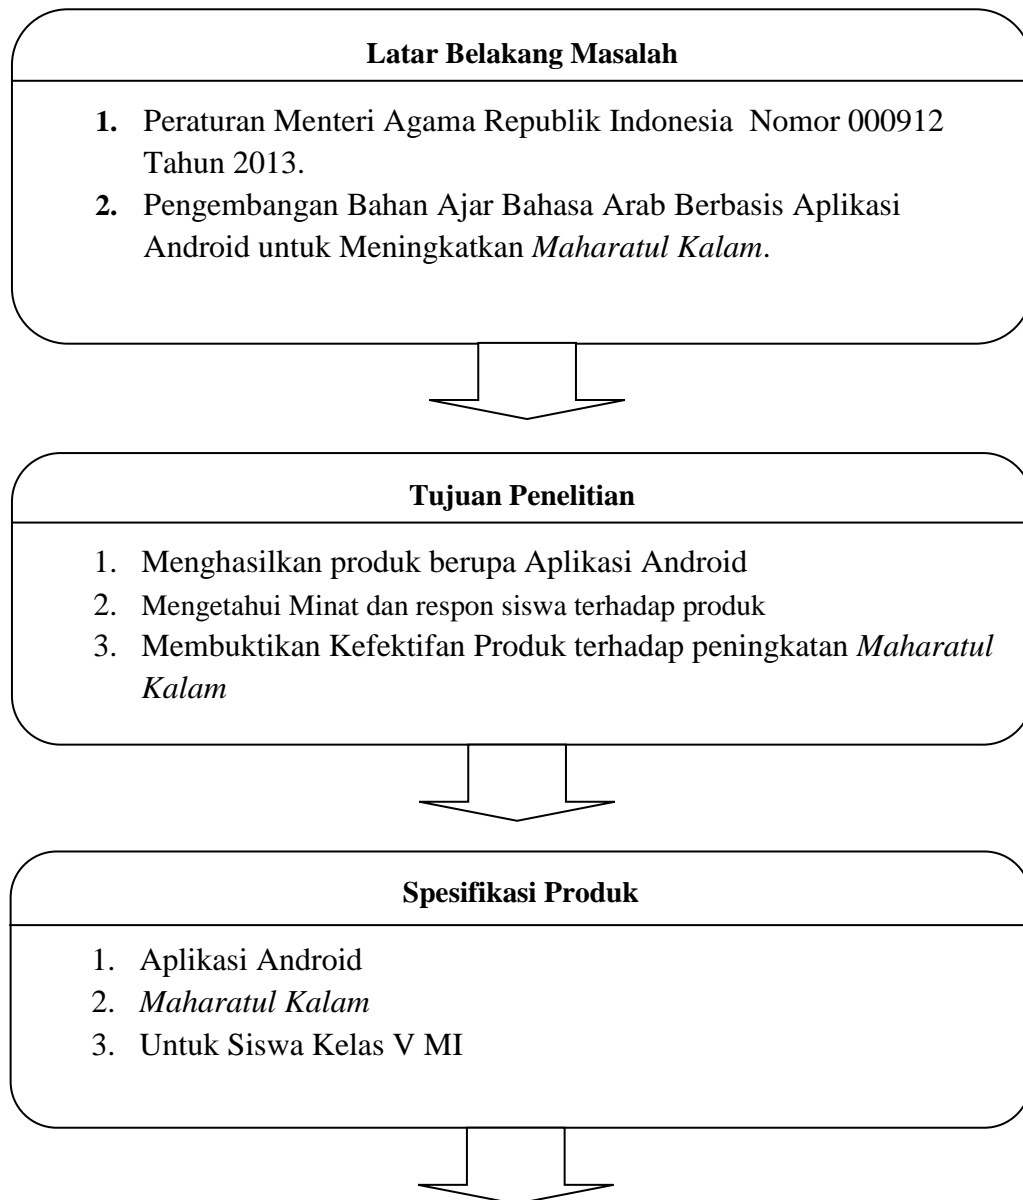 Latar Belakang Masalah
1. Peraturan Menteri Agama Republik Indonesia Nomor 000912
Tahun 2013.
2. Pengembangan Bahan Ajar Bahasa Arab Berbasis Aplikasi
Android untuk Meningkatkan Maharatul Kalam.
Tujuan Penelitian
1. Menghasilkan produk berupa Aplikasi Android
2. Mengetahui Minat dan respon siswa terhadap produk
3. Membuktikan Kefektifan Produk terhadap peningkatan Maharatul
Kalam
Spesifikasi Produk
1. Aplikasi Android
2. Maharatul Kalam
3. Untuk Siswa Kelas V MI